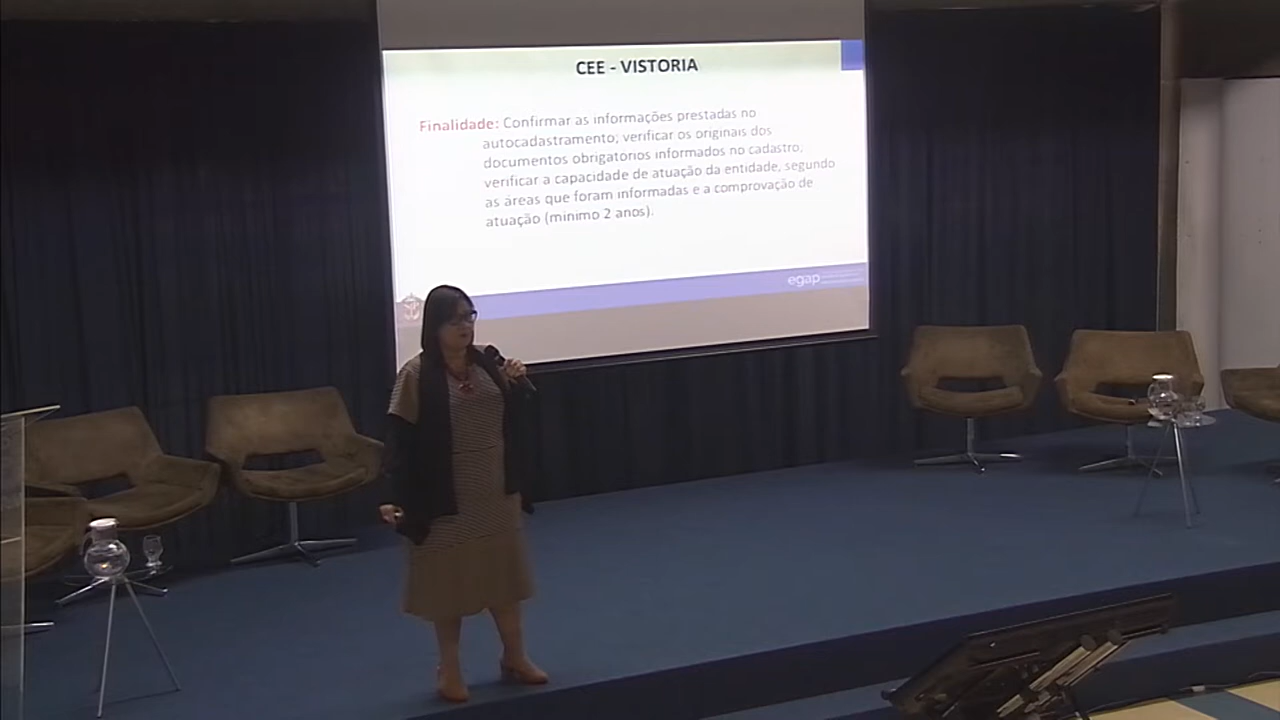 CEE - VISTORIA
Finalidade: Confirmar as informações prestadas no
autocadastramento; verificar os originais dos
documentos obrigatorios informados no cadastro,
verificar a capacidade de atuação da entidade, segundo
as áreas que foram informadas e a comprovação de
atuação (minimo 2 anos).
egap